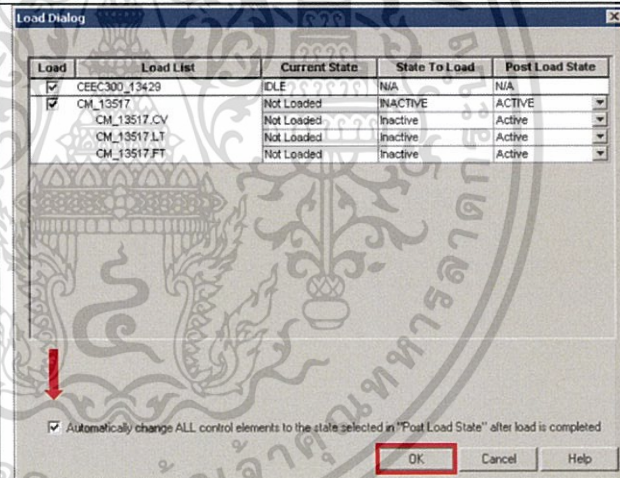 Load Dialog
Load Load List Current State State To Load Post Load State
CEEC300_13429 IDLE N/A N/A
CM_13517 Not Loaded INACTIVE ACTIVE
CM_13517.CV Not Loaded Inactive Active
CM_13517.LT Not Loaded Inactive Active
CM_13517.FT Not Loaded Inactive Active
Automatically change ALL control elements to the state selected in "Post Load State" after load is completed
OK Cancel Help